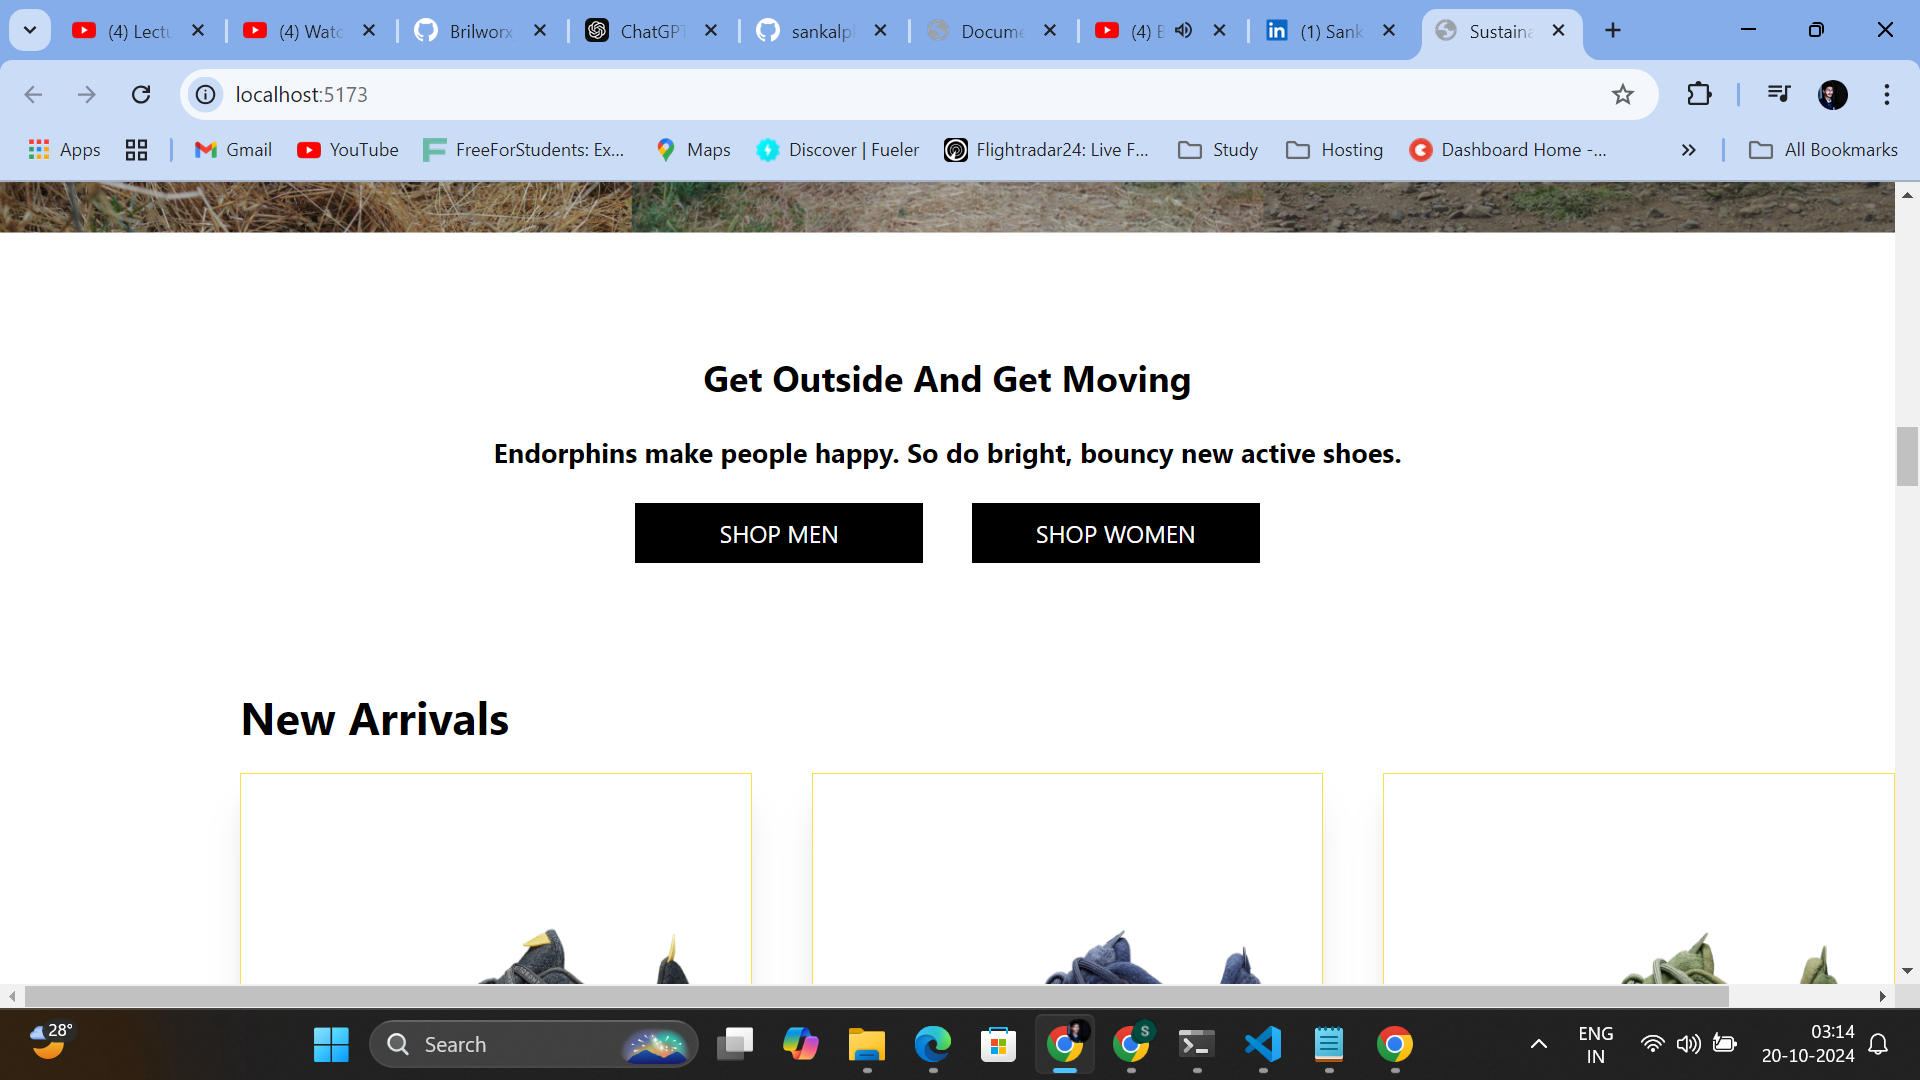 (4) Lectu
(4) Watc
Brilworx
ChatGPT
sankalp
Docume
(4) E
(1) Sank
Sustaina
localhost:5173
Apps
Gmail
YouTube
FreeForStudents: Ex...
Maps
Discover | Fueler
Flightradar24: Live F...
Study
Hosting
Dashboard Home -...
All Bookmarks
Get Outside And Get Moving
Endorphins make people happy. So do bright, bouncy new active shoes.
SHOP MEN
SHOP WOMEN
New Arrivals
28°
Search
S
ENG
IN
03:14
20-10-2024